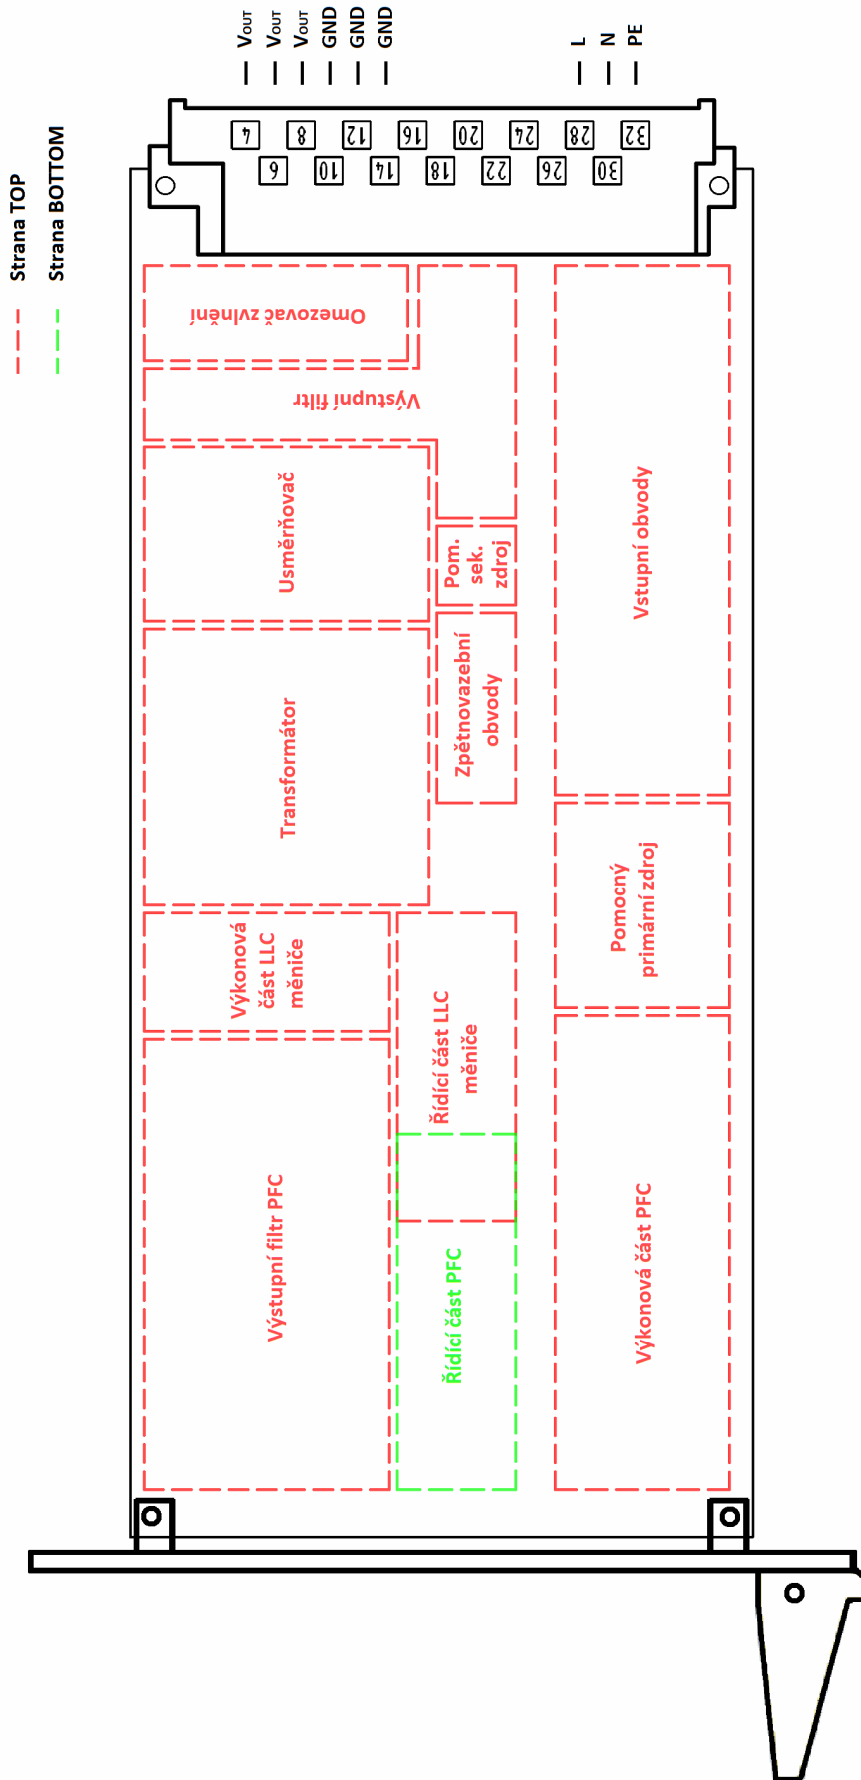 Strana TOP
Strana BOTTOM
VOUT
VOUT
VOUT
GND
GND
GND
L
N
PE
4
8
12
16
20
24
28
32
6
10
14
18
22
26
30
Omezovač zvlnění
Výstupní filtr
Usměrňovač
Pom.
sek.
zdroj
Zpětnovazební
obvody
Transformátor
Vstupní obvody
Pomocný
primární zdroj
Výkonová
část LLC
měniče
Řídící část LLC
měniče
Výstupní filtr PFC
Řídící část PFC
Výkonová část PFC